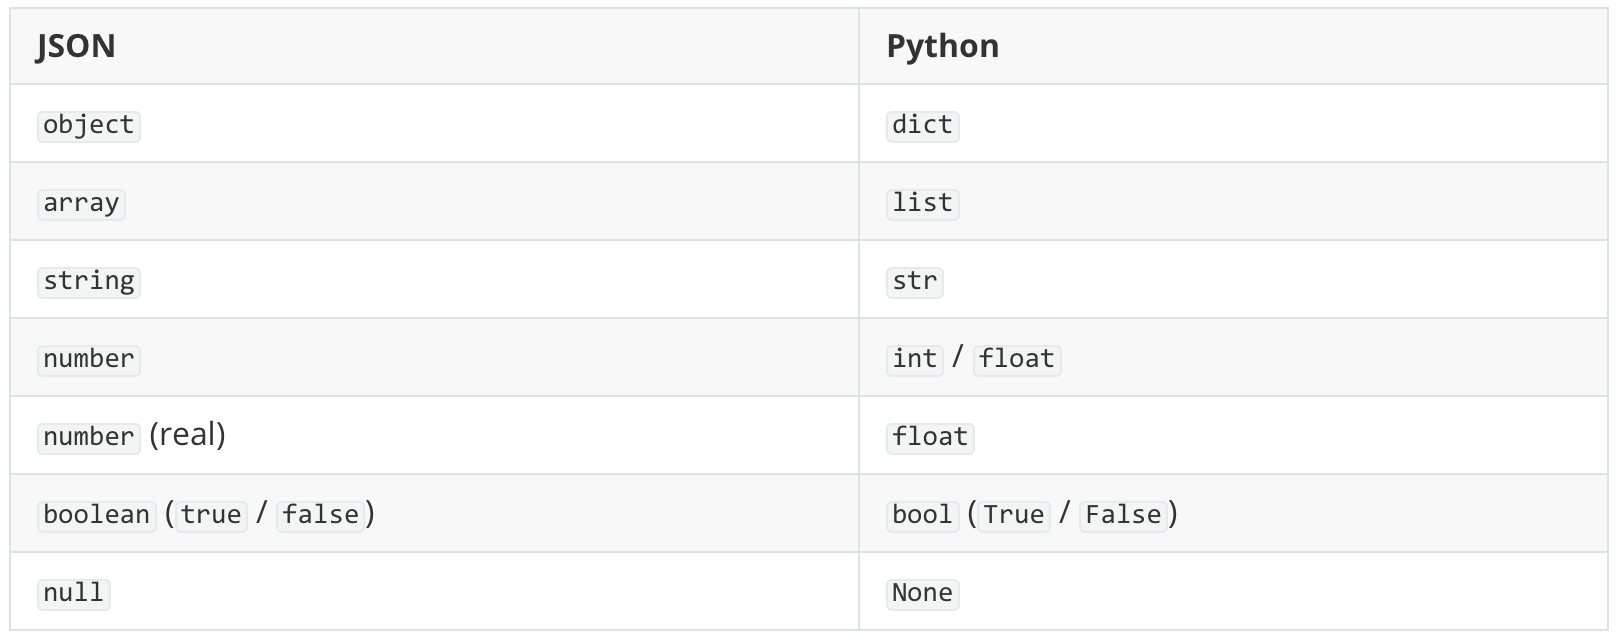 JSON Python
object dict
array list
string str
number int / float
number (real) float
boolean (true / false) bool (True / False)
null None